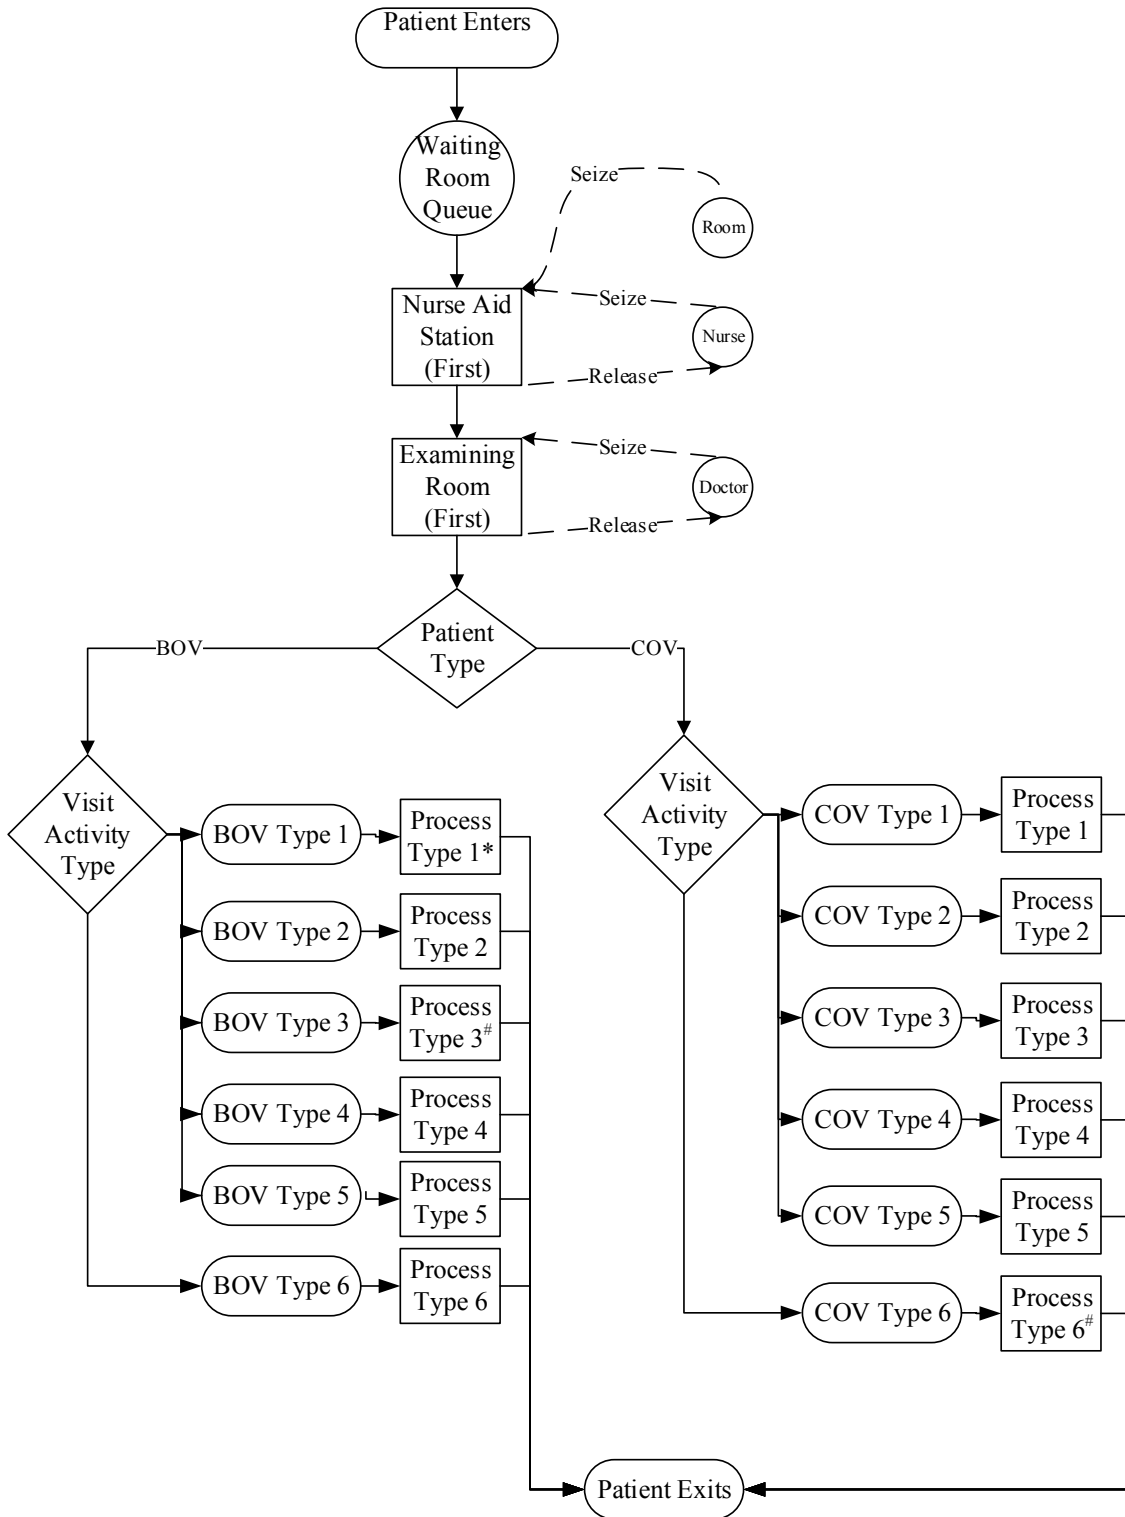 Patient Enters
Waiting
Room
Queue
Seize
Room
Nurse Aid
Station
(First)
Seize
Nurse
Release
Examining
Room
(First)
Seize
Doctor
Release
Patient
Type
BOV
COV
Visit
Activity
Type
BOV Type 1
Process
Type 1*
BOV Type 2
Process
Type 2
BOV Type 3
Process
Type 3#
BOV Type 4
Process
Type 4
BOV Type 5
Process
Type 5
BOV Type 6
Process
Type 6
Visit
Activity
Type
COV Type 1
Process
Type 1
COV Type 2
Process
Type 2
COV Type 3
Process
Type 3
COV Type 4
Process
Type 4
COV Type 5
Process
Type 5
COV Type 6
Process
Type 6#
Patient Exits